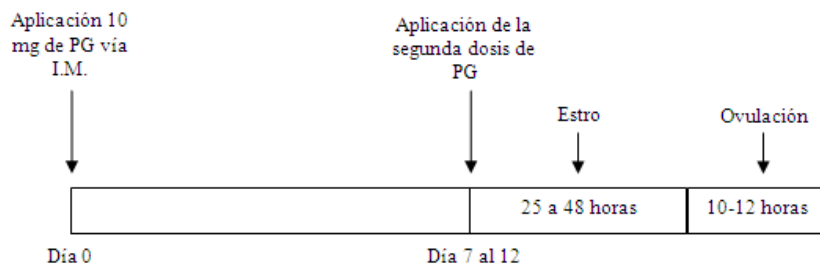 Aplicación 10
mg de PG vía
I.M.
Aplicación de la
segunda dosis de
PG
Estro
Ovulación
25 a 48 horas
10-12 horas
Día 0
Día 7 al 12